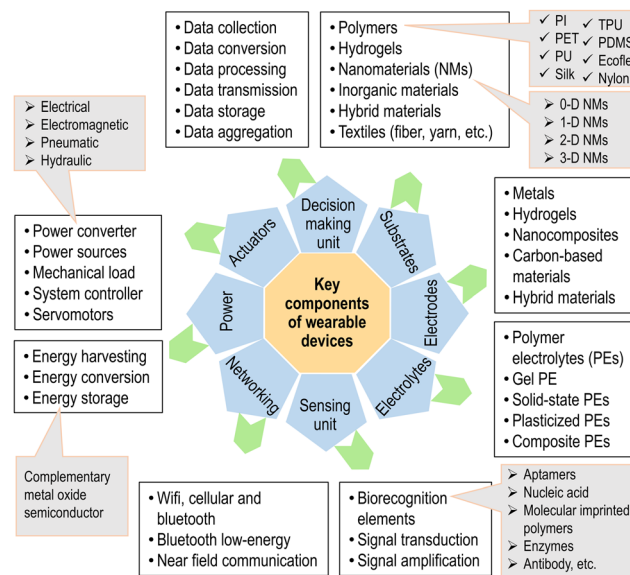 • Data collection
• Data conversion
• Data processing
• Data transmission
• Data storage
• Data aggregation
• Polymers
• Hydrogels
• Nanomaterials (NMs)
• Inorganic materials
• Hybrid materials
• Textiles (fiber, yarn, etc.)
✓ PI
✓ PET
✓ PU
✓ Silk
✓ TPU
✓ PDMS
✓ Ecofle
✓ Nylon
➢ 0-D NMs
➢ 1-D NMs
➢ 2-D NMs
➢ 3-D NMs
➢ Electrical
➢ Electromagnetic
➢ Pneumatic
➢ Hydraulic
• Power converter
• Power sources
• Mechanical load
• System controller
• Servomotors
• Energy harvesting
• Energy conversion
• Energy storage
Complementary
metal oxide
semiconductor
Decision
making unit
Substrates
Electrodes
Electrolytes
Sensing
unit
Networking
Power
Actuators
Key
components
of wearable
devices
• Metals
• Hydrogels
• Nanocomposites
• Carbon-based
materials
• Hybrid materials
• Polymer
electrolytes (PEs)
• Gel PE
• Solid-state PEs
• Plasticized PEs
• Composite PEs
• Wifi, cellular and
bluetooth
• Bluetooth low-energy
• Near field communication
• Biorecognition
elements
• Signal transduction
• Signal amplification
➢ Aptamers
➢ Nucleic acid
➢ Molecular imprinted
polymers
➢ Enzymes
➢ Antibody, etc.